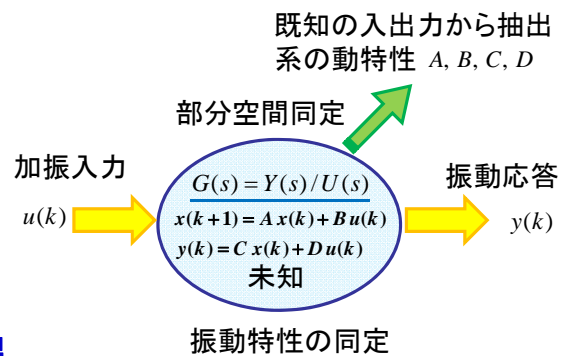 既知の入出力から抽出
系の動特性 A, B, C, D
部分空間同定
加振入力
u(k)
G(s) = Y(s) / U(s)
x(k+1) = A x(k) + B u(k)
y(k) = C x(k) + D u(k)
未知
振動応答
y(k)
振動特性の同定